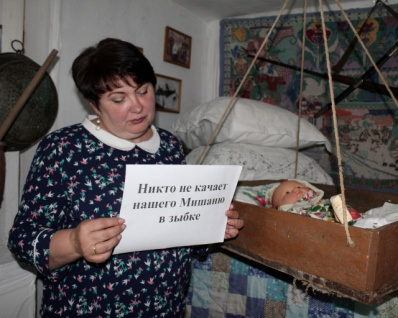 Никто не качает
нашего Мишаню
в зыбке